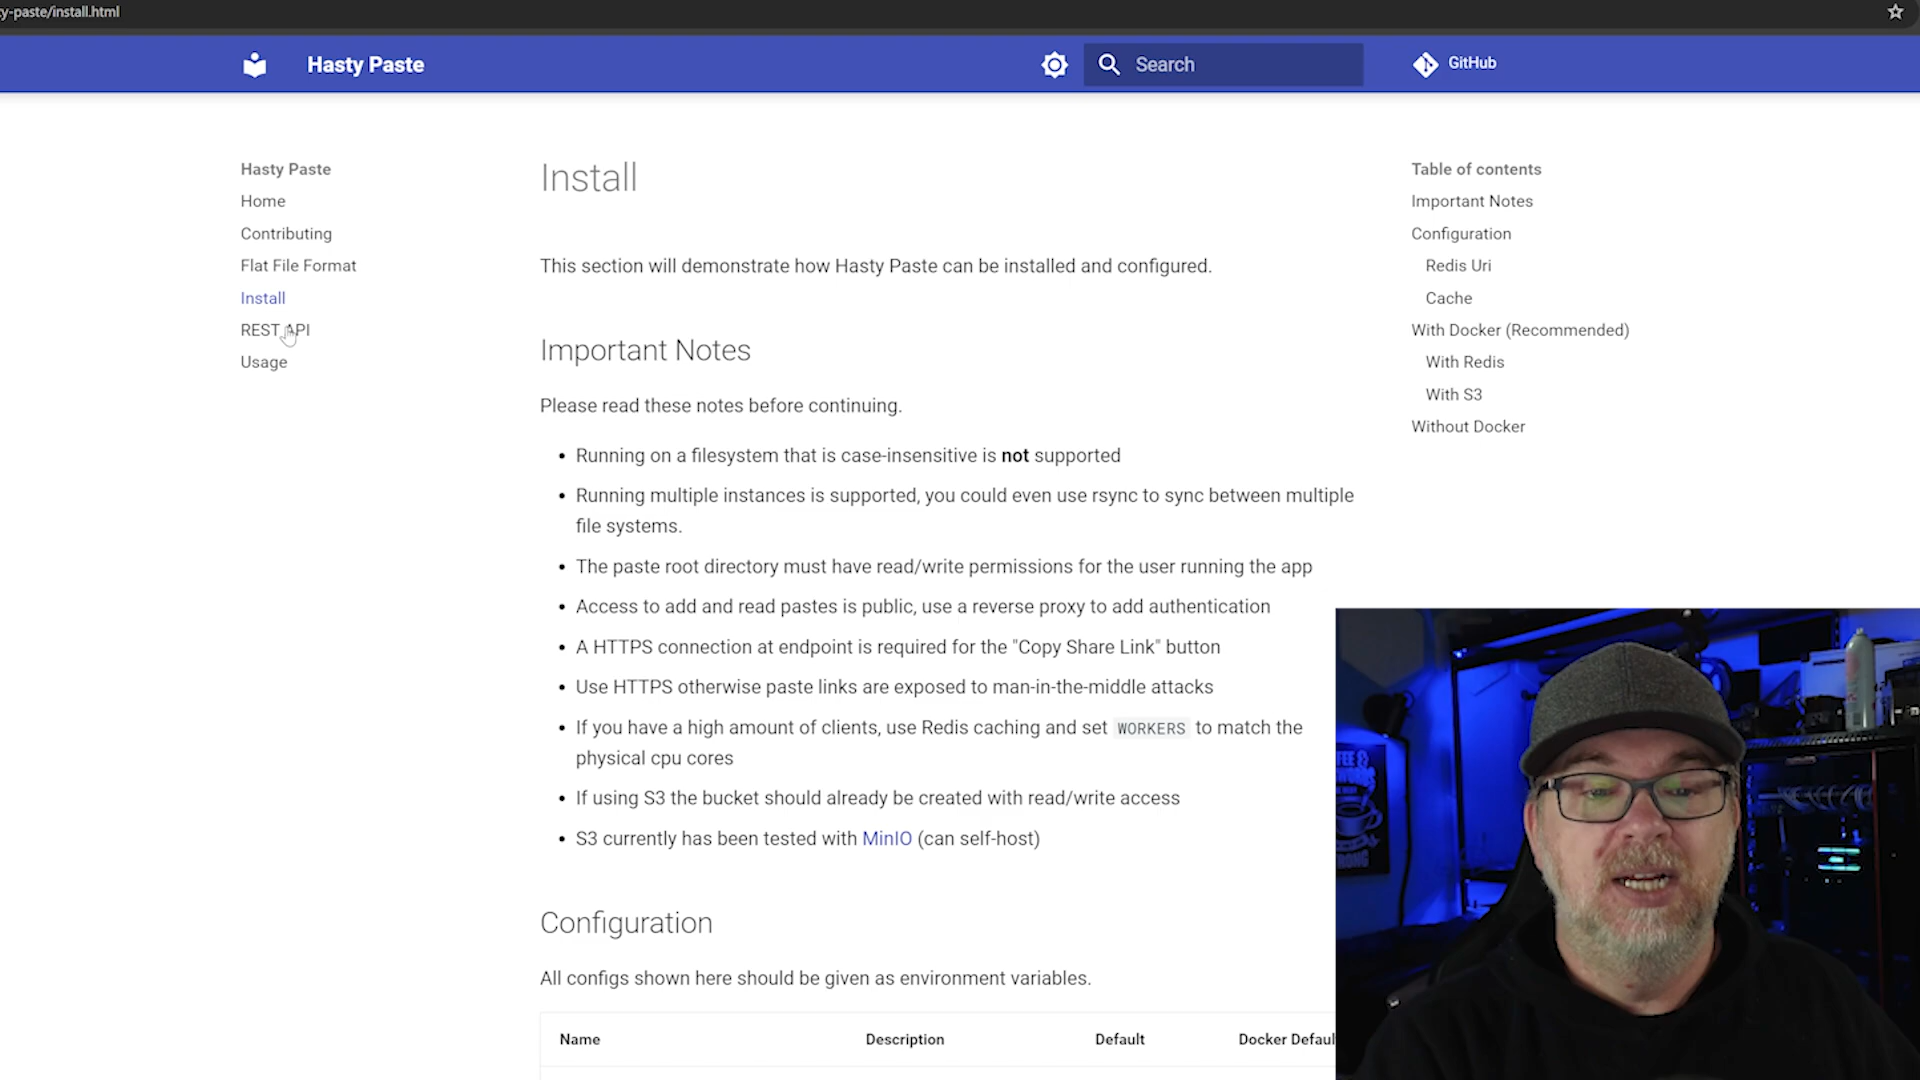 y-paste/install.html
Hasty Paste
Search
GitHub
Hasty Paste
Home
Contributing
Flat File Format
Install
REST API
Usage
Install
This section will demonstrate how Hasty Paste can be installed and configured.
Important Notes
Please read these notes before continuing.
• Running on a filesystem that is case-insensitive is not supported
• Running multiple instances is supported, you could even use rsync to sync between multiple
file systems.
• The paste root directory must have read/write permissions for the user running the app
• Access to add and read pastes is public, use a reverse proxy to add authentication
• A HTTPS connection at endpoint is required for the "Copy Share Link" button
• Use HTTPS otherwise paste links are exposed to man-in-the-middle attacks
• If you have a high amount of clients, use Redis caching and set WORKERS to match the
physical cpu cores
• If using S3 the bucket should already be created with read/write access
• S3 currently has been tested with MinIO (can self-host)
Configuration
All configs shown here should be given as environment variables.
Name Description Default Docker Defaul
Table of contents
Important Notes
Configuration
Redis Uri
Cache
With Docker (Recommended)
With Redis
With S3
Without Docker